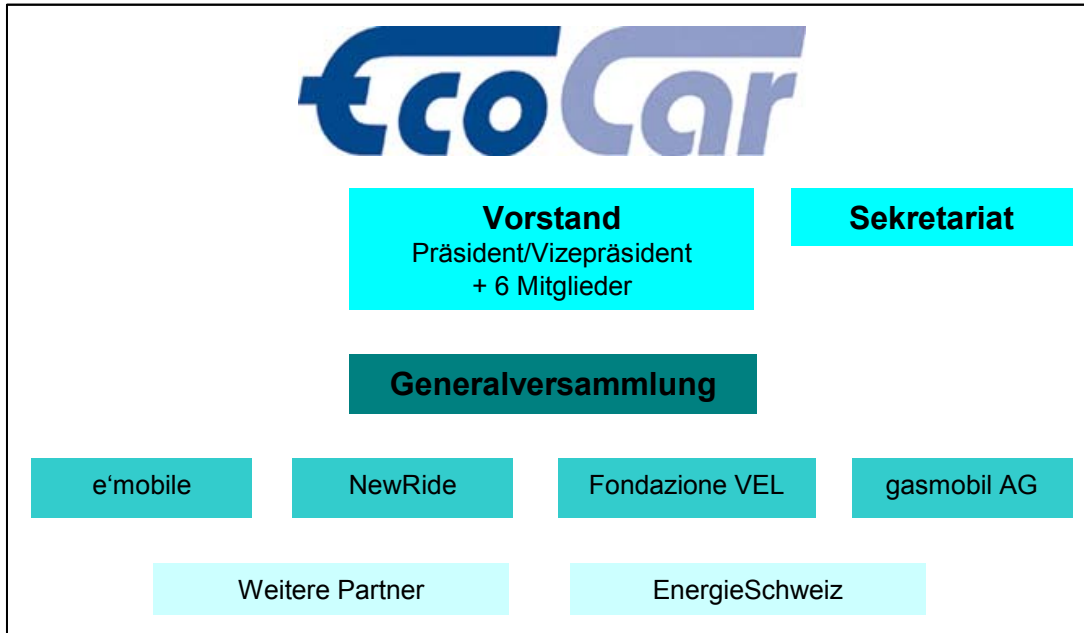 EcoCar
Vorstand
Präsident/Vizepräsident
+ 6 Mitglieder
Sekretariat
Generalversammlung
e‘mobile
NewRide
Fondazione VEL
gasmobil AG
Weitere Partner
EnergieSchweiz